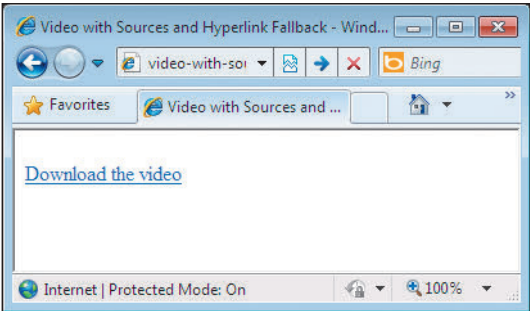 Video with Sources and Hyperlink Fallback - Wind...
video-with-sou
Bing
Favorites
Video with Sources and ...
»
Download the video
Internet | Protected Mode: On
100%